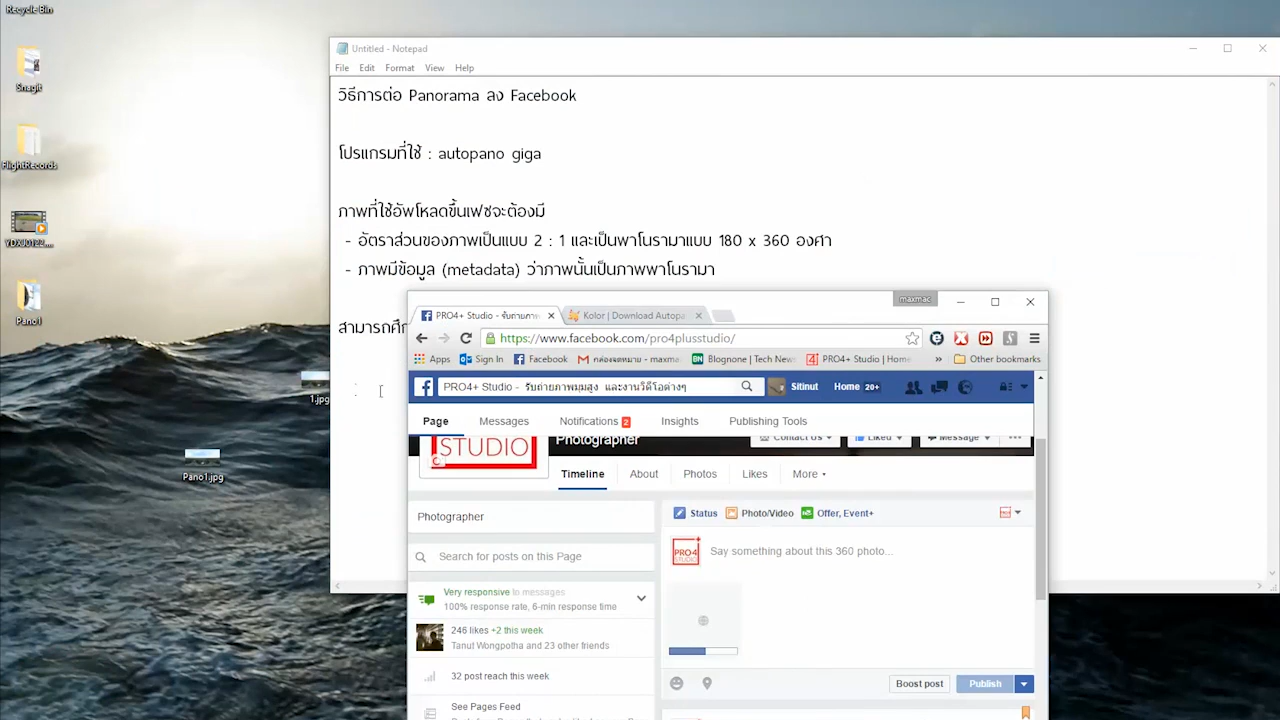 Recycle Bin
Snagit
FlightRecords
Pano1
1.jpg
Pano1.jpg
Untitled - Notepad
File Edit Format View Help
วิธีการต่อ Panorama ลง Facebook
โปรแกรมที่ใช้ : autopano giga
ภาพที่ใช้อัพโหลดขึ้นเฟซจะต้องมี
- อัตราส่วนของภาพเป็นแบบ 2 : 1 และเป็นพาโนรามาแบบ 180 x 360 องศา
- ภาพมีข้อมูล (metadata) ว่าภาพนั้นเป็นภาพพาโนรามา
maxmac
PRO4+ Studio - รับถ่ายภาพ Kolor | Download Autopa
https://www.facebook.com/pro4plusstudio/
Apps Sign In Facebook กล่องจดหมาย - maxma BN Blognone | Tech News PRO4+ Studio | Home » Other bookmarks
PRO4+ Studio - รับถ่ายภาพมุมสูง และงานวิดีโอต่างๆ Sitinut Home 20+
Page Messages Notifications 2 Insights Publishing Tools
STUDIO
Photographer
Contact Us Liked Message
Timeline About Photos Likes More
Photographer
Search for posts on this Page
Very responsive to messages
100% response rate, 6-min response time
246 likes +2 this week
Tanut Wongpotha and 23 other friends
32 post reach this week
See Pages Feed
Status Photo/Video Offer, Event+
PRO4
STUDIO
Say something about this 360 photo...
Boost post Publish